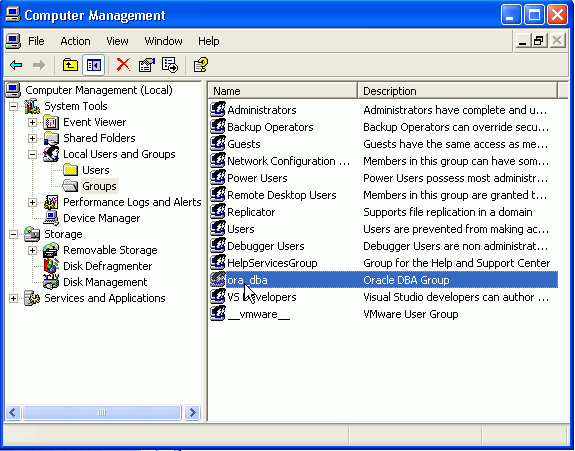 Computer Management
File Action View Window Help
Computer Management (Local)
System Tools
Event Viewer
Shared Folders
Local Users and Groups
Users
Groups
Performance Logs and Alerts
Device Manager
Storage
Removable Storage
Disk Defragmenter
Disk Management
Services and Applications
Name Description
Administrators Administrators have complete and u...
Backup Operators Backup Operators can override secu...
Guests Guests have the same access as me...
Network Configuration ... Members in this group can have som...
Power Users Power Users possess most administr...
Remote Desktop Users Members in this group are granted t...
Replicator Supports file replication in a domain
Users Users are prevented from making ac...
Debugger Users Debugger Users are non administrat...
HelpServicesGroup Group for the Help and Support Center
ora_dba Oracle DBA Group
VS Developers Visual Studio developers can author ...
__vmware__ VMware User Group